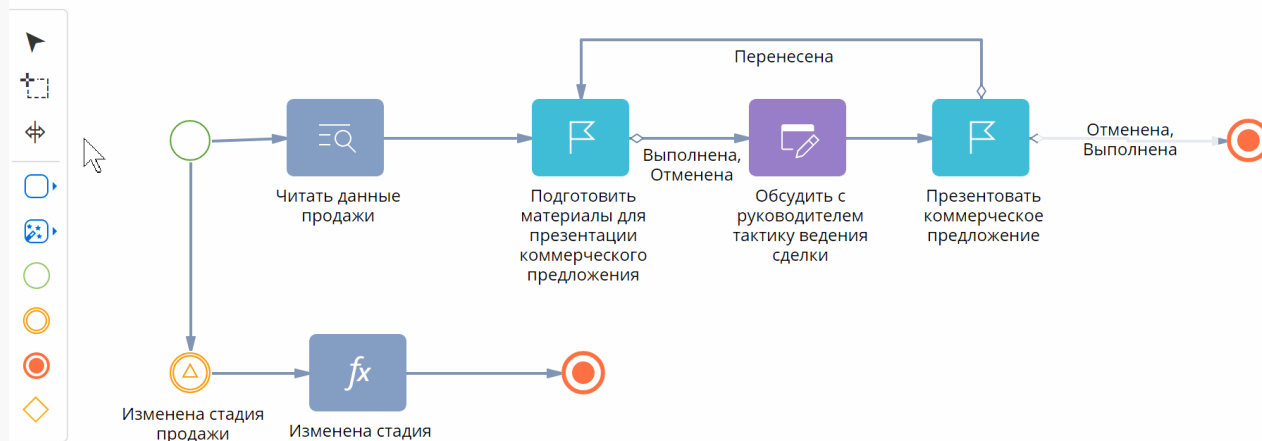 Перенесена
Выполнена,
Отменена
Отменена,
Выполнена
Читать данные
продажи
Подготовить
материалы для
презентации
коммерческого
предложения
Обсудить с
руководителем
тактику ведения
сделки
Презентовать
коммерческое
предложение
fx
Изменена стадия
продажи
Изменена стадия